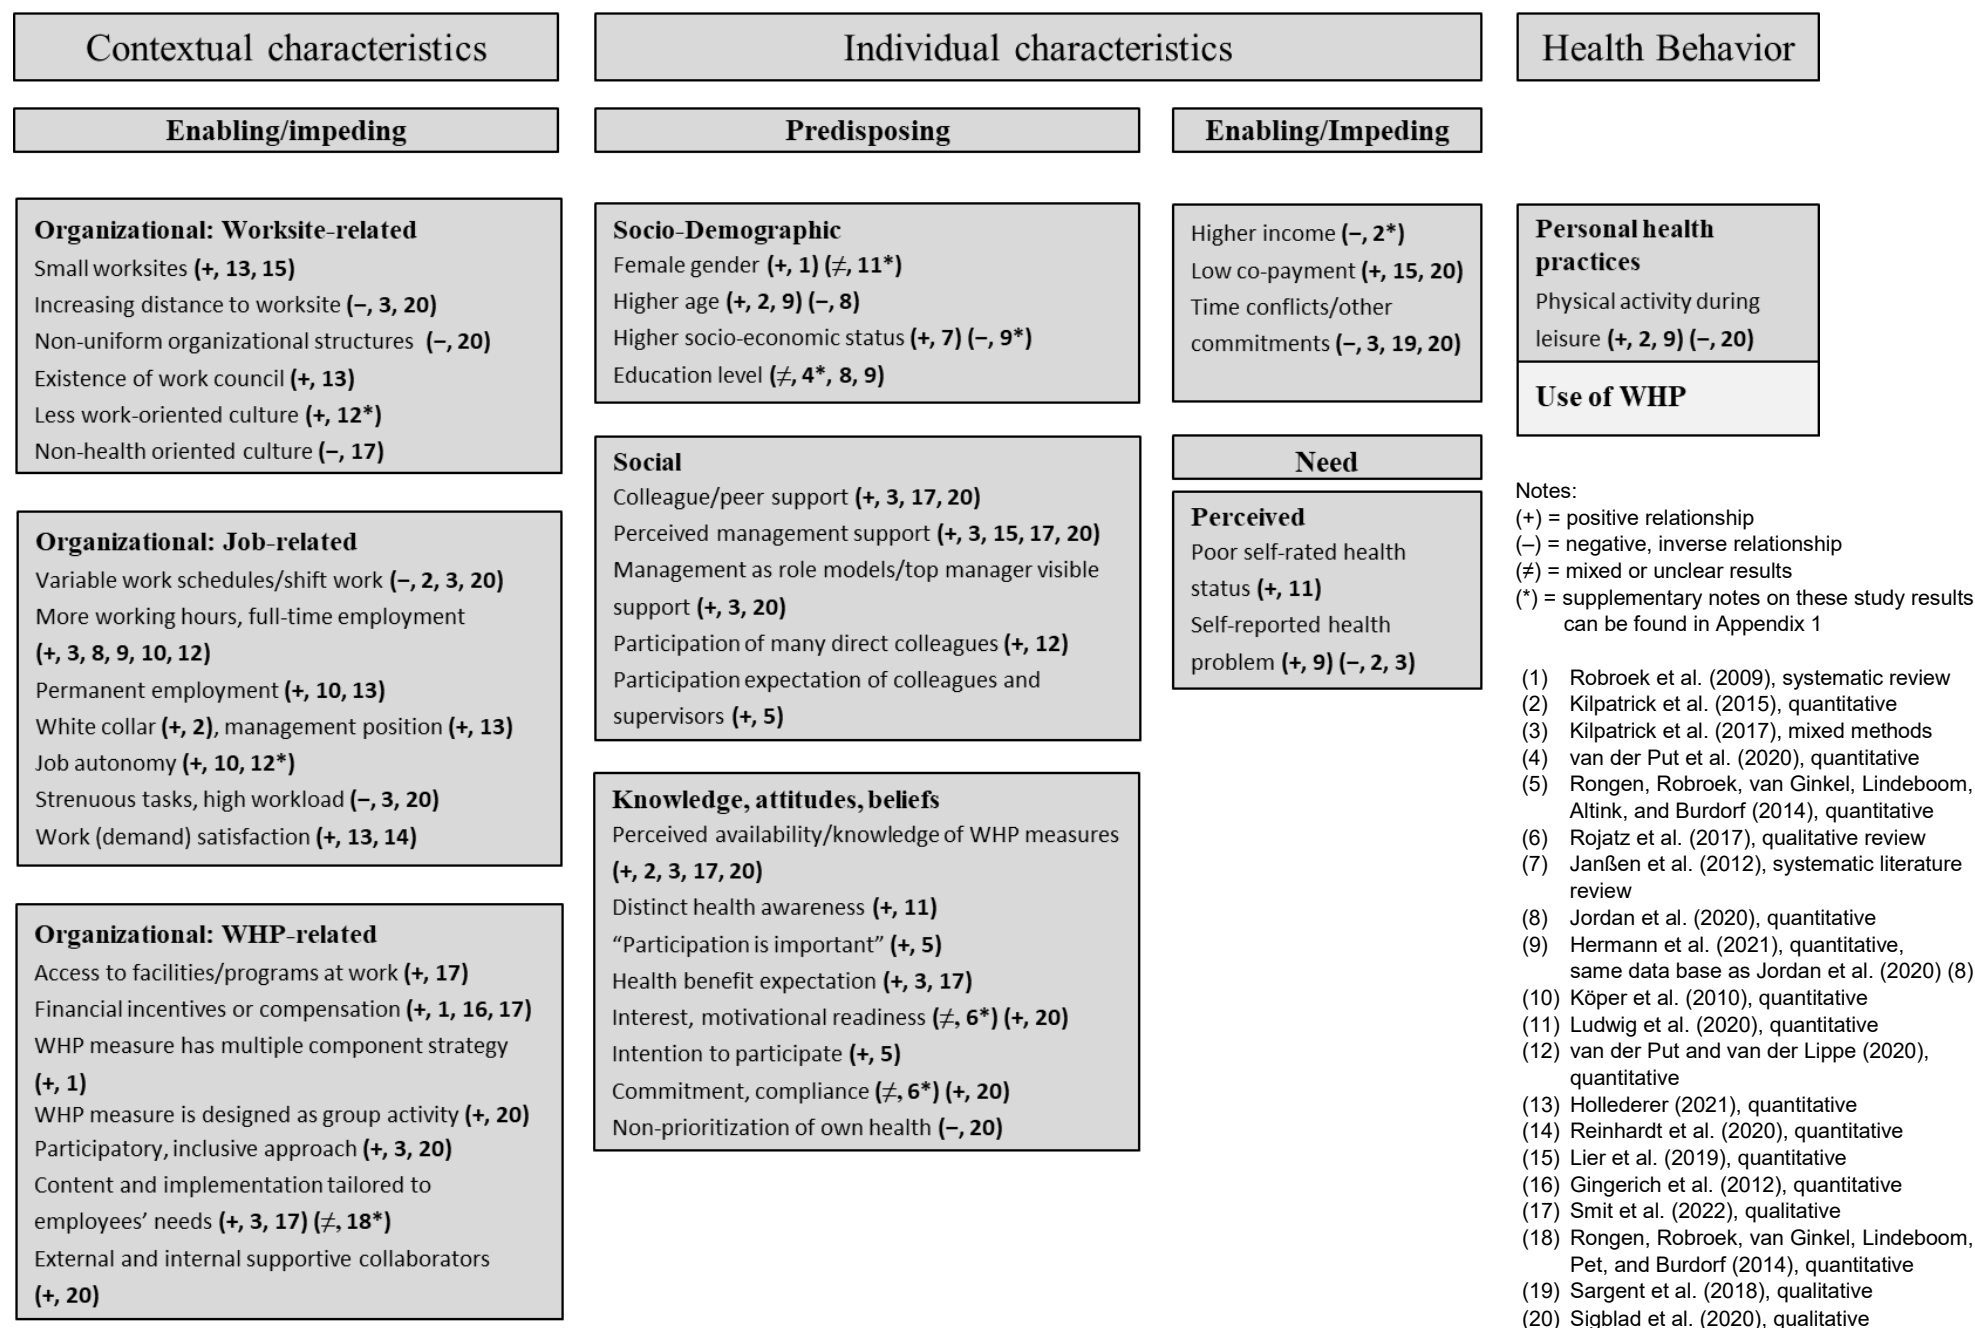 Contextual characteristics
Enabling/impeding
Organizational: Worksite-related
Small worksites (+, 13, 15)
Increasing distance to worksite (–, 3, 20)
Non-uniform organizational structures (–, 20)
Existence of work council (+, 13)
Less work-oriented culture (+, 12*)
Non-health oriented culture (–, 17)
Organizational: Job-related
Variable work schedules/shift work (–, 2, 3, 20)
More working hours, full-time employment
(+, 3, 8, 9, 10, 12)
Permanent employment (+, 10, 13)
White collar (+, 2), management position (+, 13)
Job autonomy (+, 10, 12*)
Strenuous tasks, high workload (–, 3, 20)
Work (demand) satisfaction (+, 13, 14)
Organizational: WHP-related
Access to facilities/programs at work (+, 17)
Financial incentives or compensation (+, 1, 16, 17)
WHP measure has multiple component strategy
(+, 1)
WHP measure is designed as group activity (+, 20)
Participatory, inclusive approach (+, 3, 20)
Content and implementation tailored to
employees’ needs (+, 3, 17) (≠, 18*)
External and internal supportive collaborators
(+, 20)
Individual characteristics
Predisposing
Socio-Demographic
Female gender (+, 1) (≠, 11*)
Higher age (+, 2, 9) (–, 8)
Higher socio-economic status (+, 7) (–, 9*)
Education level (≠, 4*, 8, 9)
Social
Colleague/peer support (+, 3, 17, 20)
Perceived management support (+, 3, 15, 17, 20)
Management as role models/top manager visible
support (+, 3, 20)
Participation of many direct colleagues (+, 12)
Participation expectation of colleagues and
supervisors (+, 5)
Knowledge, attitudes, beliefs
Perceived availability/knowledge of WHP measures
(+, 2, 3, 17, 20)
Distinct health awareness (+, 11)
“Participation is important” (+, 5)
Health benefit expectation (+, 3, 17)
Interest, motivational readiness (≠, 6*) (+, 20)
Intention to participate (+, 5)
Commitment, compliance (≠, 6*) (+, 20)
Non-prioritization of own health (–, 20)
Enabling/Impeding
Higher income (–, 2*)
Low co-payment (+, 15, 20)
Time conflicts/other
commitments (–, 3, 19, 20)
Need
Perceived
Poor self-rated health
status (+, 11)
Self-reported health
problem (+, 9) (–, 2, 3)
Health Behavior
Personal health
practices
Physical activity during
leisure (+, 2, 9) (–, 20)
Use of WHP
Notes:
(+) = positive relationship
(–) = negative, inverse relationship
(≠) = mixed or unclear results
(*) = supplementary notes on these study results
can be found in Appendix 1
(1) Robroek et al. (2009), systematic review
(2) Kilpatrick et al. (2015), quantitative
(3) Kilpatrick et al. (2017), mixed methods
(4) van der Put et al. (2020), quantitative
(5) Rongen, Robroek, van Ginkel, Lindeboom,
Altink, and Burdorf (2014), quantitative
(6) Rojatz et al. (2017), qualitative review
(7) Janßen et al. (2012), systematic literature
review
(8) Jordan et al. (2020), quantitative
(9) Hermann et al. (2021), quantitative,
same data base as Jordan et al. (2020) (8)
(10) Köper et al. (2010), quantitative
(11) Ludwig et al. (2020), quantitative
(12) van der Put and van der Lippe (2020),
quantitative
(13) Hollederer (2021), quantitative
(14) Reinhardt et al. (2020), quantitative
(15) Lier et al. (2019), quantitative
(16) Gingerich et al. (2012), quantitative
(17) Smit et al. (2022), qualitative
(18) Rongen, Robroek, van Ginkel, Lindeboom,
Pet, and Burdorf (2014), quantitative
(19) Sargent et al. (2018), qualitative
(20) Sigblad et al. (2020), qualitative